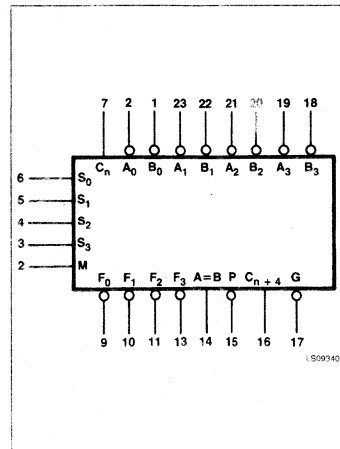 7 2 1 23 22 21 20 19 18
Cn A0 B0 A1 B1 A2 B2 A3 B3
6 S0
5 S1
4 S2
3 S3
2 M
F0 F1 F2 F3 A=B P Cn + 4 G
9 10 11 13 14 15 16 17
LS09340